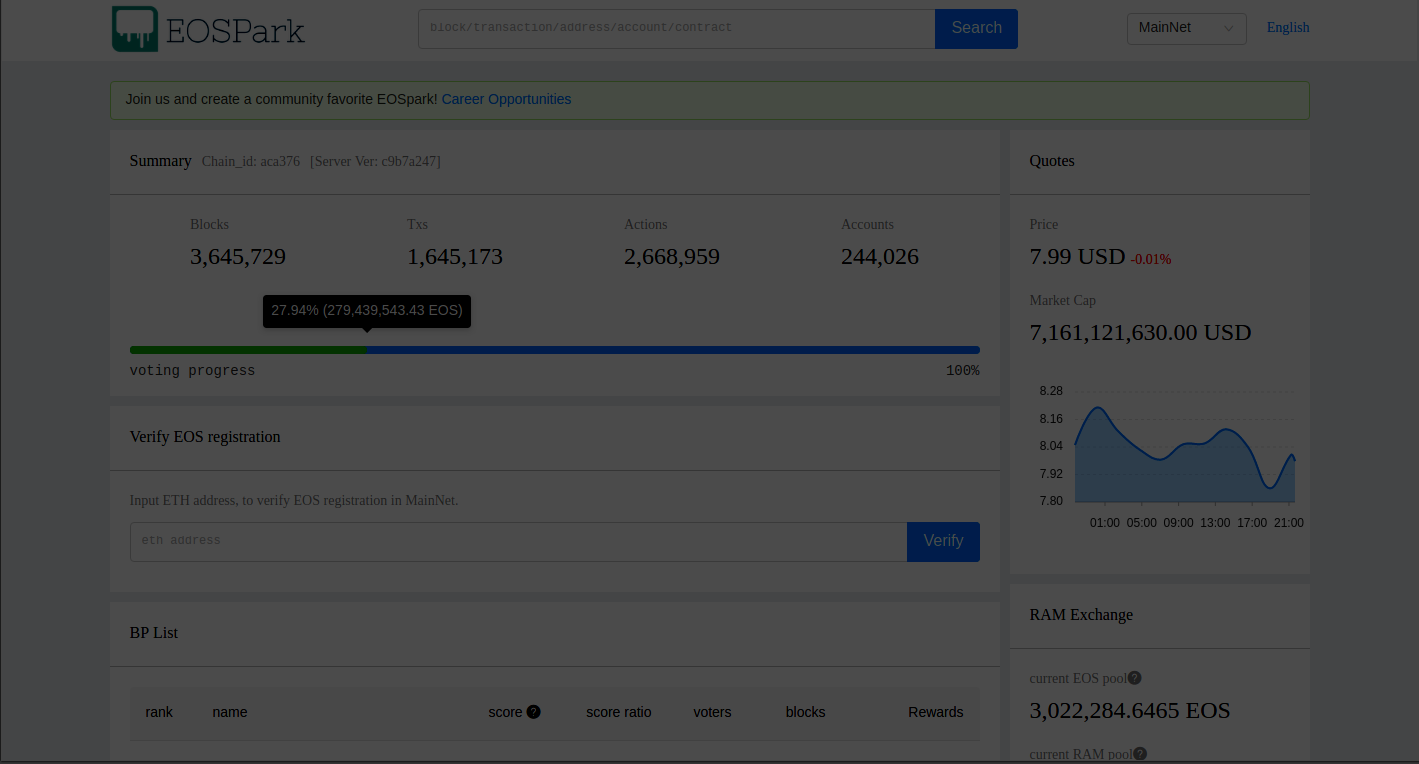 EOSPark
block/transaction/address/account/contract
Search
MainNet
English
Join us and create a community favorite EOSpark! Career Opportunities
Summary Chain_id: aca376 [Server Ver: c9b7a247]
Blocks Txs Actions Accounts
3,645,729 1,645,173 2,668,959 244,026
27.94% (279,439,543.43 EOS)
voting progress 100%
Verify EOS registration
Input ETH address, to verify EOS registration in MainNet.
eth address
Verify
BP List
rank name score ? score ratio voters blocks Rewards
Quotes
Price
7.99 USD -0.01%
Market Cap
7,161,121,630.00 USD
8.28
8.16
8.04
7.92
7.80
01:00 05:00 09:00 13:00 17:00 21:00
RAM Exchange
current EOS pool ?
3,022,284.6465 EOS
current RAM pool ?